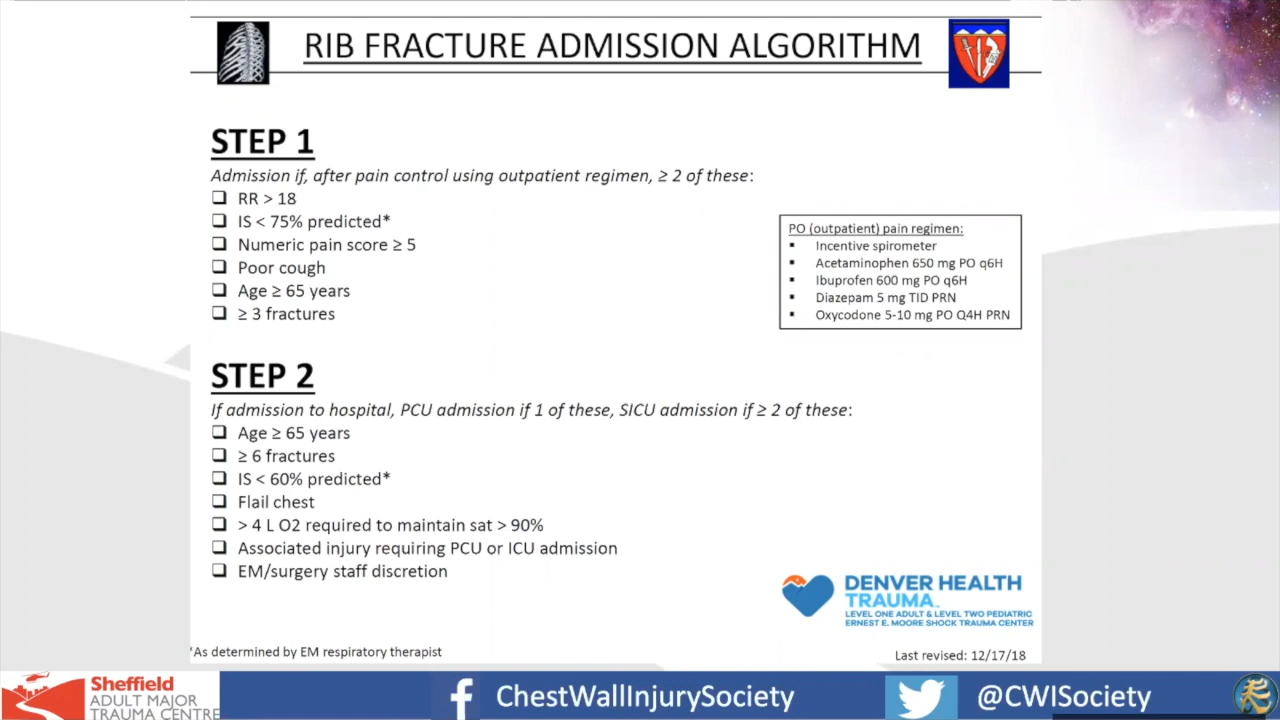 RIB FRACTURE ADMISSION ALGORITHM
STEP 1
Admission if, after pain control using outpatient regimen, ≥ 2 of these:
❑ RR > 18
❑ IS < 75% predicted*
❑ Numeric pain score ≥ 5
❑ Poor cough
❑ Age ≥ 65 years
❑ ≥ 3 fractures
PO (outpatient) pain regimen:
▪ Incentive spirometer
▪ Acetaminophen 650 mg PO q6H
▪ Ibuprofen 600 mg PO q6H
▪ Diazepam 5 mg TID PRN
▪ Oxycodone 5-10 mg PO Q4H PRN
STEP 2
If admission to hospital, PCU admission if 1 of these, SICU admission if ≥ 2 of these:
❑ Age ≥ 65 years
❑ ≥ 6 fractures
❑ IS < 60% predicted*
❑ Flail chest
❑ > 4 L O2 required to maintain sat > 90%
❑ Associated injury requiring PCU or ICU admission
❑ EM/surgery staff discretion
DENVER HEALTH
TRAUMA™
LEVEL ONE ADULT & LEVEL TWO PEDIATRIC
ERNEST E. MOORE SHOCK TRAUMA CENTER
*As determined by EM respiratory therapist
Last revised: 12/17/18
Sheffield
ADULT MAJOR
TRAUMA CENTRE
ChestWallInjurySociety
@CWISociety